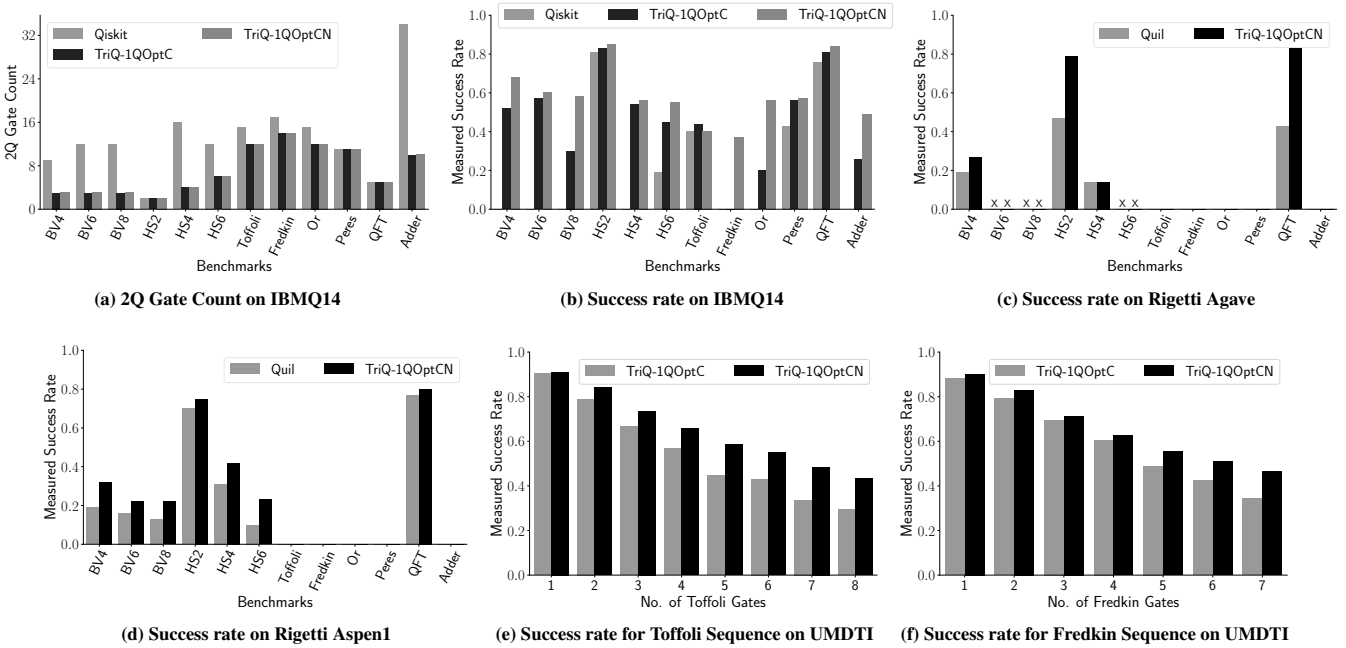 Qiskit
TriQ-1QOptCN
TriQ-1QOptC
2Q Gate Count
32
24
16
8
0
BV4
BV6
BV8
HS2
HS4
HS6
Toffoli
Fredkin
Or
Peres
QFT
Adder
Benchmarks
(a) 2Q Gate Count on IBMQ14
Qiskit
TriQ-1QOptC
TriQ-1QOptCN
Measured Success Rate
1.0
0.8
0.6
0.4
0.2
0.0
BV4
BV6
BV8
HS2
HS4
HS6
Toffoli
Fredkin
Or
Peres
QFT
Adder
Benchmarks
(b) Success rate on IBMQ14
Quil
TriQ-1QOptCN
Measured Success Rate
1.0
0.8
0.6
0.4
0.2
0.0
x x x x x x
BV4
BV6
BV8
HS2
HS4
HS6
Toffoli
Fredkin
Or
Peres
QFT
Adder
Benchmarks
(c) Success rate on Rigetti Agave
Quil
TriQ-1QOptCN
Measured Success Rate
1.0
0.8
0.6
0.4
0.2
0.0
BV4
BV6
BV8
HS2
HS4
HS6
Toffoli
Fredkin
Or
Peres
QFT
Adder
Benchmarks
(d) Success rate on Rigetti Aspen1
TriQ-1QOptC
TriQ-1QOptCN
Measured Success Rate
1.0
0.8
0.6
0.4
0.2
0.0
1 2 3 4 5 6 7 8
No. of Toffoli Gates
(e) Success rate for Toffoli Sequence on UMDTI
TriQ-1QOptC
TriQ-1QOptCN
Measured Success Rate
1.0
0.8
0.6
0.4
0.2
0.0
1 2 3 4 5 6 7
No. of Fredkin Gates
(f) Success rate for Fredkin Sequence on UMDTI